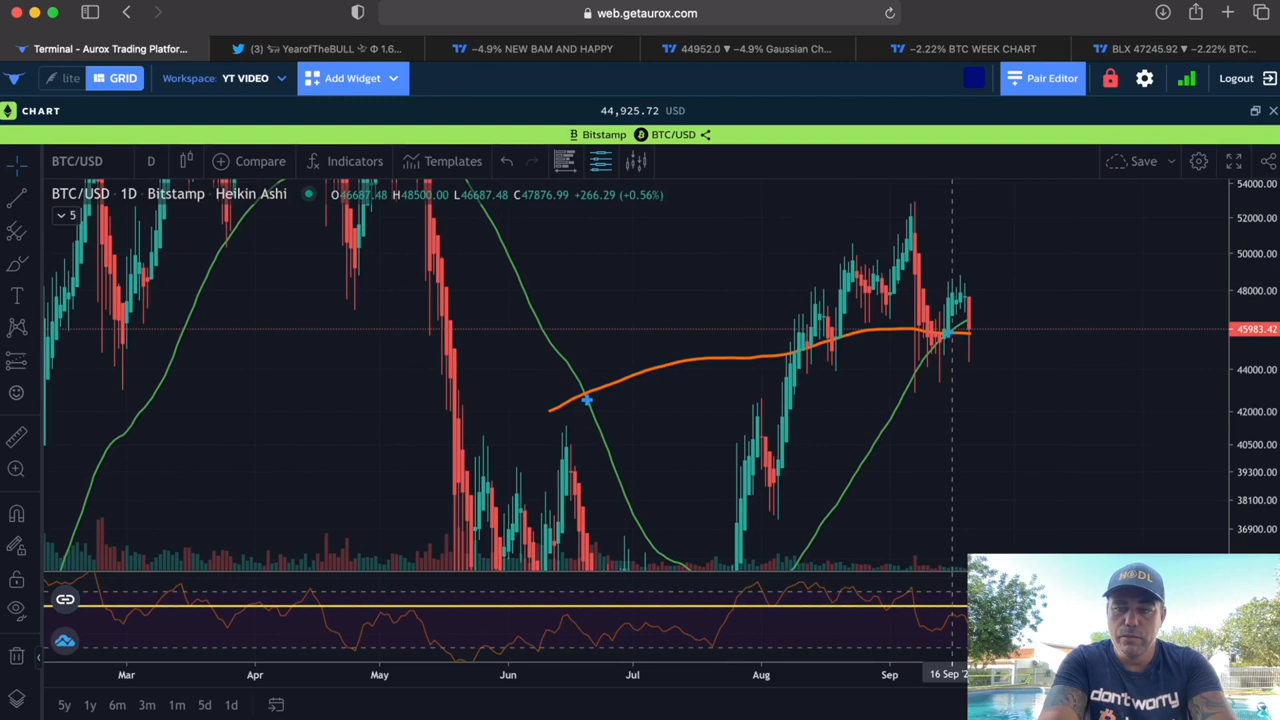 web.getaurox.com
Terminal - Aurox Trading Platfor...
(3) YearofTheBULL Φ 1.6...
−4.9% NEW BAM AND HAPPY
44952.0 ▼ −4.9% Gaussian Ch...
−2.22% BTC WEEK CHART
BLX 47245.92 ▼ −2.22% BTC...
lite
GRID
Workspace: YT VIDEO
Add Widget
Pair Editor
Logout
CHART
44,925.72 USD
Bitstamp BTC/USD
BTC/USD D Compare Indicators Templates Save
BTC/USD · 1D · Bitstamp · Heikin Ashi
O46687.48 H48500.00 L46687.48 C47876.99 +266.29 (+0.56%)
5
54000.00
52000.00
50000.00
48000.00
45983.42
44000.00
42000.00
40500.00
39300.00
38100.00
36900.00
Mar Apr May Jun Jul Aug Sep 16 Sep '2
5y 1y 6m 3m 1m 5d 1d
HODL
don't worry